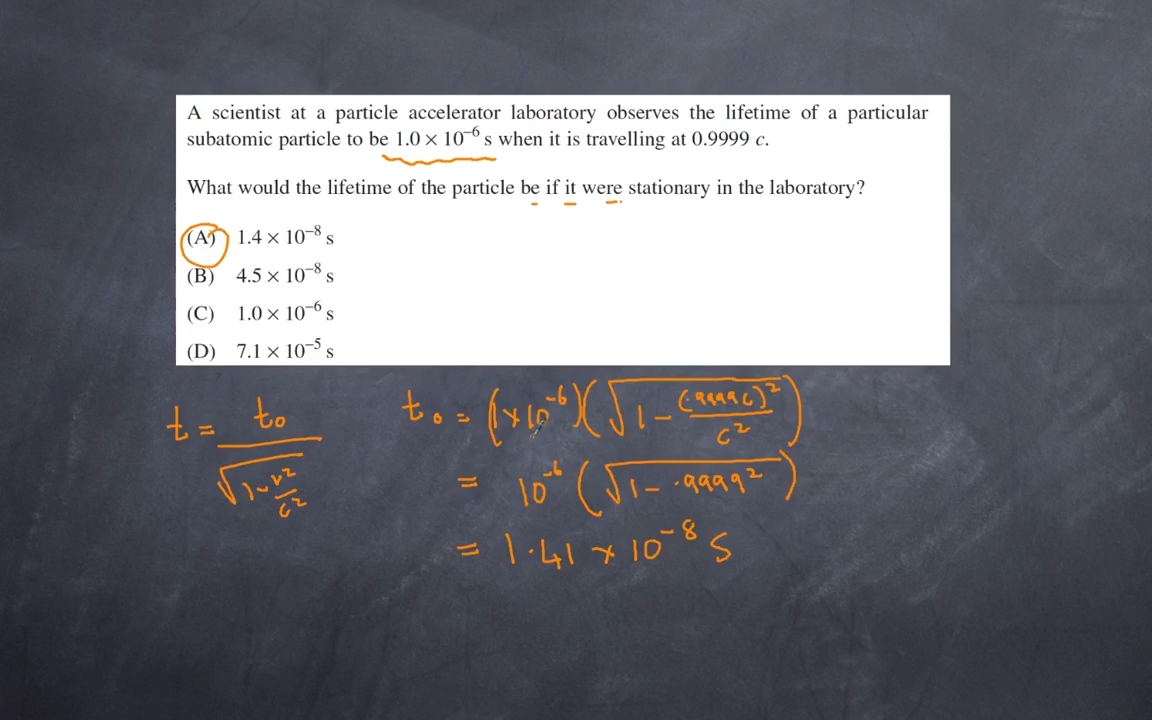 A scientist at a particle accelerator laboratory observes the lifetime of a particular
subatomic particle to be 1.0 × 10⁻⁶ s when it is travelling at 0.9999 c.
What would the lifetime of the particle be if it were stationary in the laboratory?
(A) 1.4 × 10⁻⁸ s
(B) 4.5 × 10⁻⁸ s
(C) 1.0 × 10⁻⁶ s
(D) 7.1 × 10⁻⁵ s
t = t₀ / √(1-v²/c²)
t₀ = (1×10⁻⁶)(√(1-(.9999c)²/c²))
= 10⁻⁶ (√(1-.9999²))
= 1.41 × 10⁻⁸ s